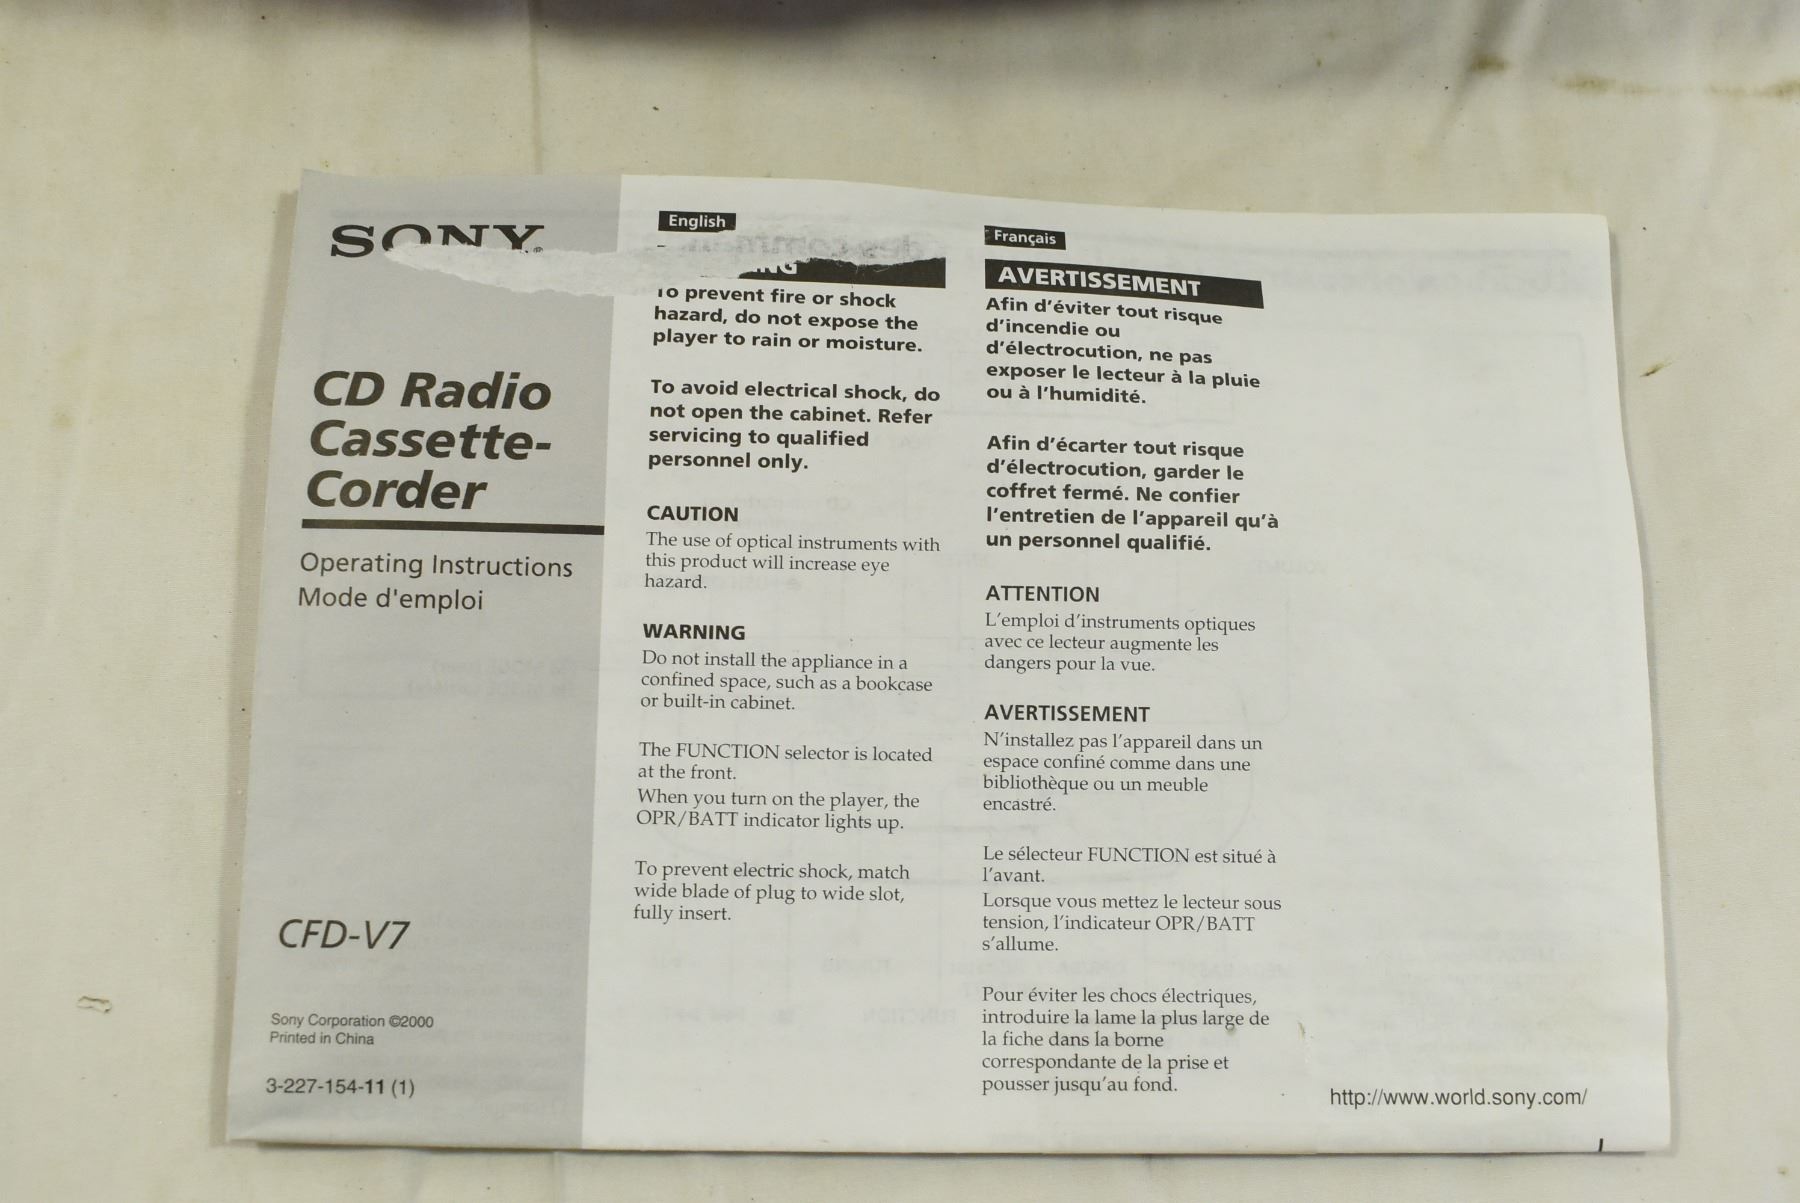 SONY®
CD Radio
Cassette-
Corder
Operating Instructions
Mode d'emploi
CFD-V7
Sony Corporation ©2000
Printed in China
3-227-154-11 (1)
English
To prevent fire or shock
hazard, do not expose the
player to rain or moisture.
To avoid electrical shock, do
not open the cabinet. Refer
servicing to qualified
personnel only.
CAUTION
The use of optical instruments with
this product will increase eye
hazard.
WARNING
Do not install the appliance in a
confined space, such as a bookcase
or built-in cabinet.
The FUNCTION selector is located
at the front.
When you turn on the player, the
OPR/BATT indicator lights up.
To prevent electric shock, match
wide blade of plug to wide slot,
fully insert.
Français
AVERTISSEMENT
Afin d'éviter tout risque
d'incendie ou
d'électrocution, ne pas
exposer le lecteur à la pluie
ou à l'humidité.
Afin d'écarter tout risque
d'électrocution, garder le
coffret fermé. Ne confier
l'entretien de l'appareil qu'à
un personnel qualifié.
ATTENTION
L'emploi d'instruments optiques
avec ce lecteur augmente les
dangers pour la vue.
AVERTISSEMENT
N'installez pas l'appareil dans un
espace confiné comme dans une
bibliothèque ou un meuble
encastré.
Le sélecteur FUNCTION est situé à
l'avant.
Lorsque vous mettez le lecteur sous
tension, l'indicateur OPR/BATT
s'allume.
Pour éviter les chocs électriques,
introduire la lame la plus large de
la fiche dans la borne
correspondante de la prise et
pousser jusqu'au fond.
http://www.world.sony.com/